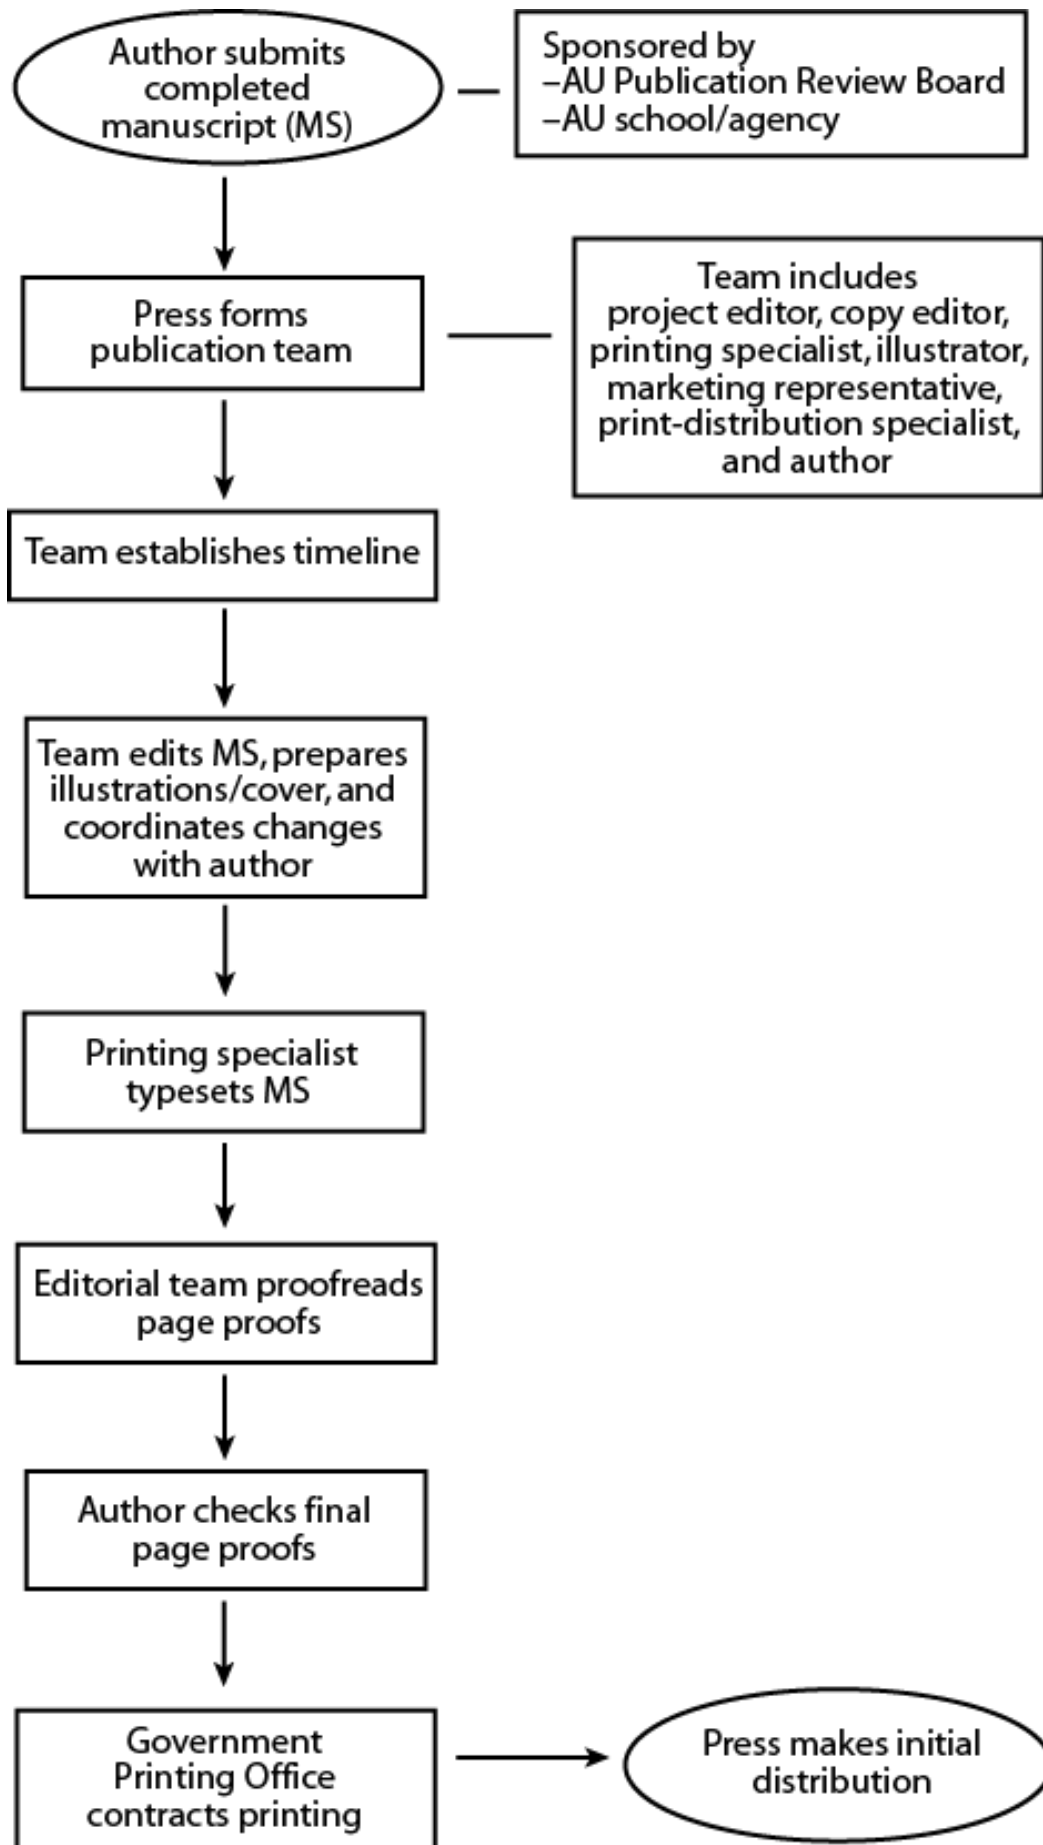 Author submits
completed
manuscript (MS)
Sponsored by
–AU Publication Review Board
–AU school/agency
Press forms
publication team
Team includes
project editor, copy editor,
printing specialist, illustrator,
marketing representative,
print-distribution specialist,
and author
Team establishes timeline
Team edits MS, prepares
illustrations/cover, and
coordinates changes
with author
Printing specialist
typesets MS
Editorial team proofreads
page proofs
Author checks final
page proofs
Government
Printing Office
contracts printing
Press makes initial
distribution